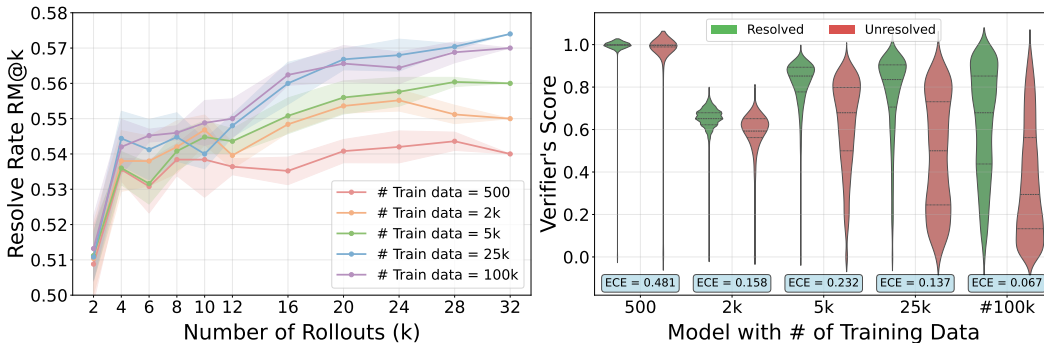 0.58
0.57
0.56
0.55
0.54
0.53
0.52
0.51
0.50
Resolve Rate RM@k
# Train data = 500
# Train data = 2k
# Train data = 5k
# Train data = 25k
# Train data = 100k
2 4 6 8 10 12 16 20 24 28 32
Number of Rollouts (k)
Resolved Unresolved
1.0
0.8
0.6
0.4
0.2
0.0
Verifier's Score
ECE = 0.481 ECE = 0.158 ECE = 0.232 ECE = 0.137 ECE = 0.067
500 2k 5k 25k #100k
Model with # of Training Data